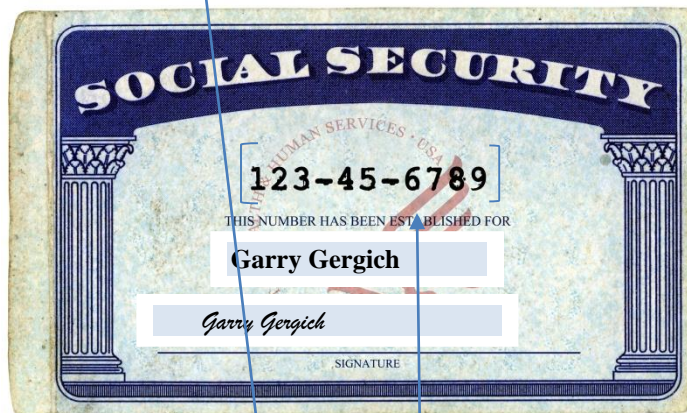 SOCIAL SECURITY
HUMAN SERVICES • USA
123-45-6789
THIS NUMBER HAS BEEN ESTABLISHED FOR
Garry Gergich
Garry Gergich
SIGNATURE